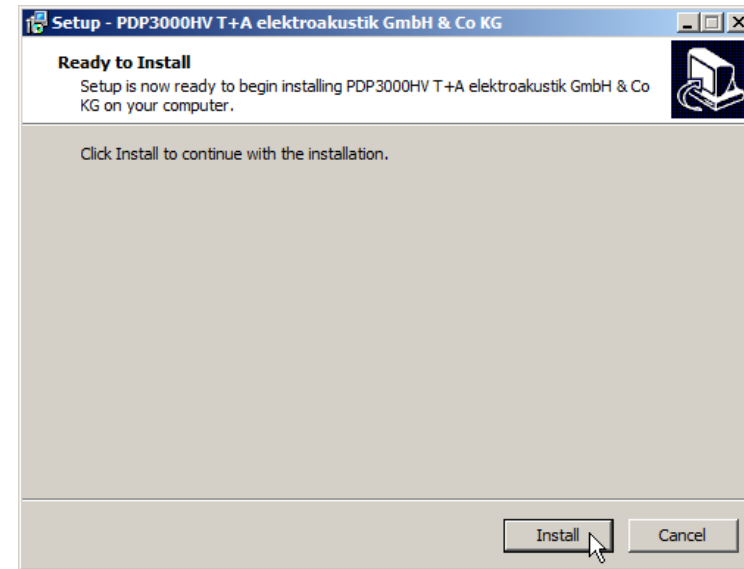 Setup - PDP3000HV T+A elektroakustik GmbH & Co KG
Ready to Install
Setup is now ready to begin installing PDP3000HV T+A elektroakustik GmbH & Co
KG on your computer.
Click Install to continue with the installation.
Install
Cancel